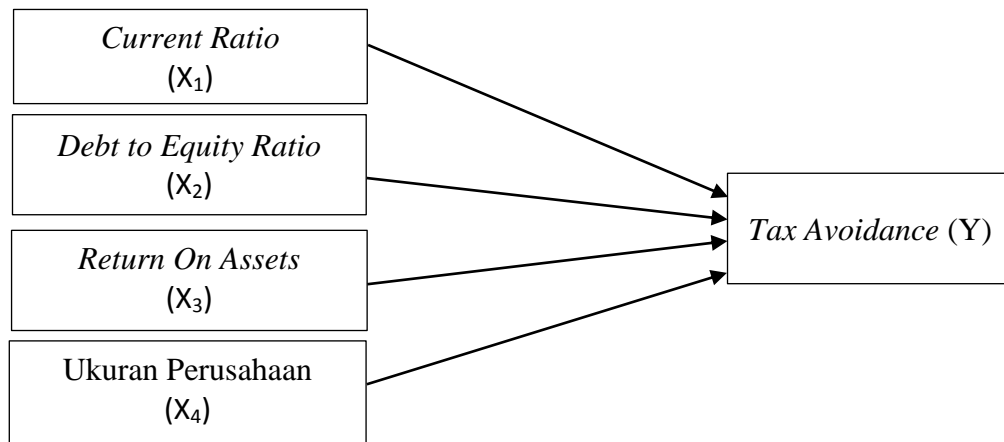 Current Ratio
(X₁)
Debt to Equity Ratio
(X₂)
Return On Assets
(X₃)
Ukuran Perusahaan
(X₄)
Tax Avoidance (Y)